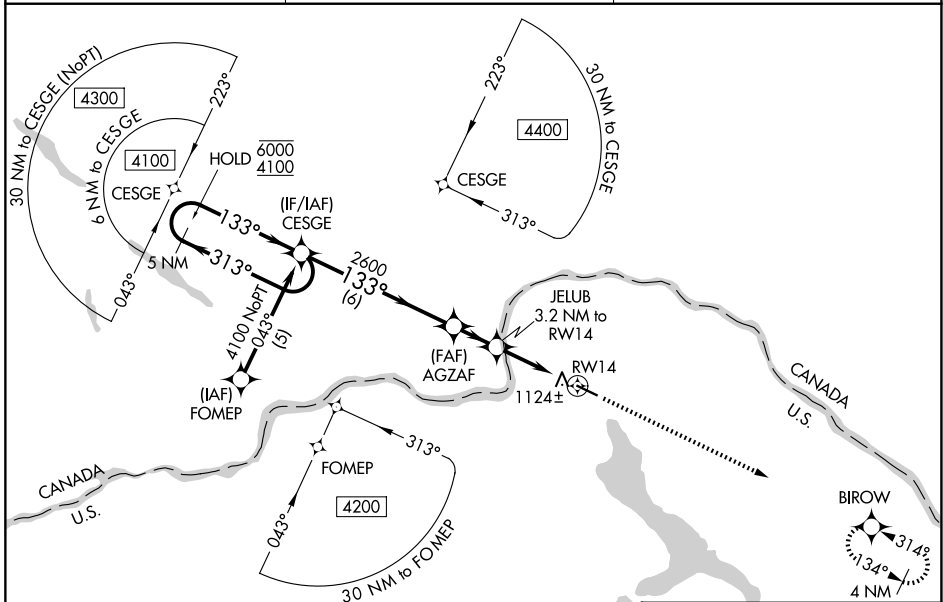 30 NM to CESGE (NoPT)
4300
223°
6 NM to CESGE
4100
CESGE
043°
HOLD
6000
4100
5 NM
133°
313°
(IF/IAF)
CESGE
4100 NoPT
043°
(5)
(IAF)
FOMEP
2600
133°
(6)
223°
4400
30 NM to CESGE
CESGE
313°
JELUB
3.2 NM to
RW14
(FAF)
AGZAF
RW14
1124±
CANADA
U.S.
CANADA
U.S.
313°
FOMEP
4200
043°
30 NM to FOMEP
BIROW
314°
134°
4 NM